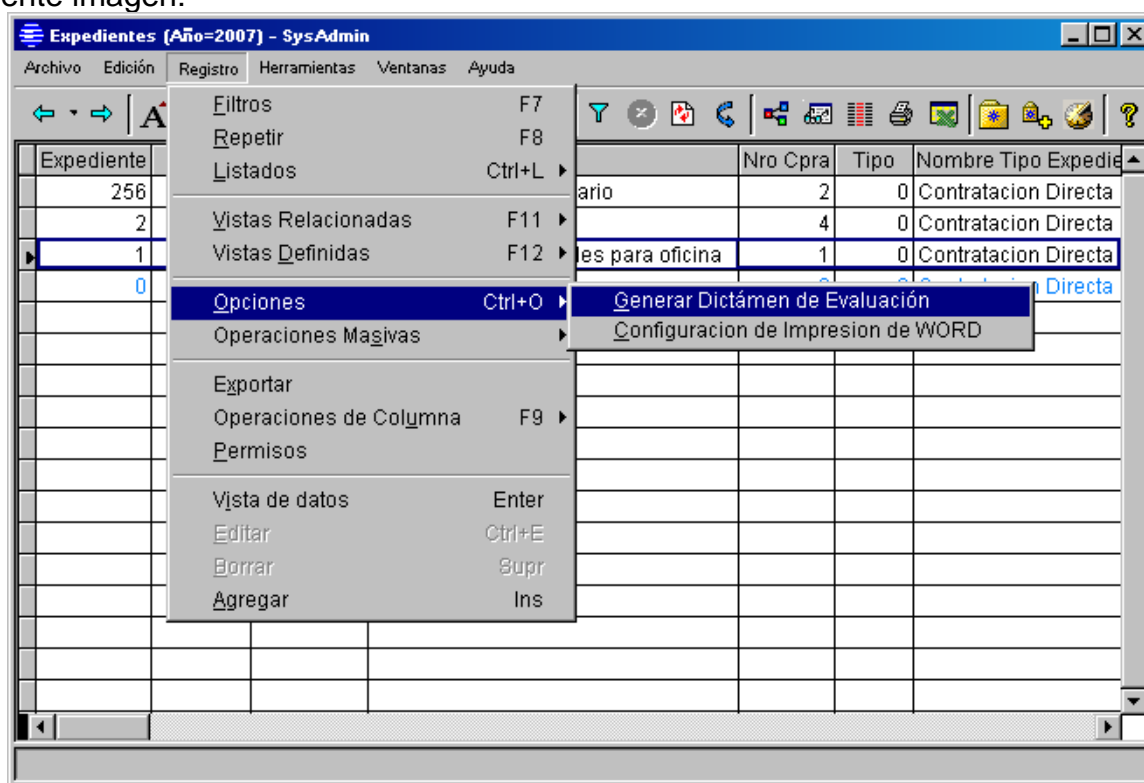 ente imagen.
Expedientes (Año=2007) - SysAdmin
Archivo Edición Registro Herramientas Ventanas Ayuda
Filtros F7
Repetir F8
Listados Ctrl+L
Vistas Relacionadas F11
Vistas Definidas F12
Opciones Ctrl+O
Operaciones Masivas
Exportar
Operaciones de Columna F9
Permisos
Vista de datos Enter
Editar Ctrl+E
Borrar Supr
Agregar Ins
Generar Dictámen de Evaluación
Configuracion de Impresion de WORD
Expediente Nro Cpra Tipo Nombre Tipo Expedie
256 ario 2 0 Contratacion Directa
2 4 0 Contratacion Directa
1 les para oficina 1 0 Contratacion Directa
0 Directa